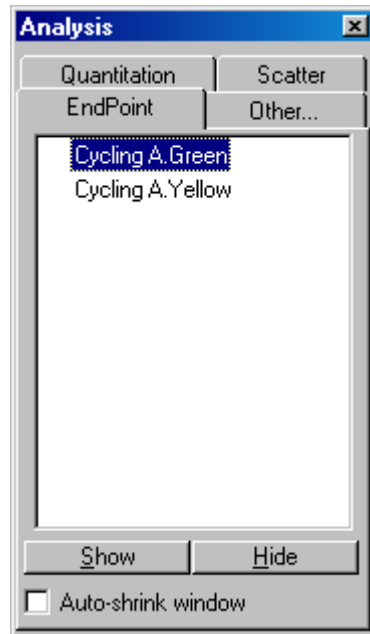 Analysis
Quantitation Scatter
EndPoint Other...
Cycling A.Green
Cycling A.Yellow
Show Hide
Auto-shrink window